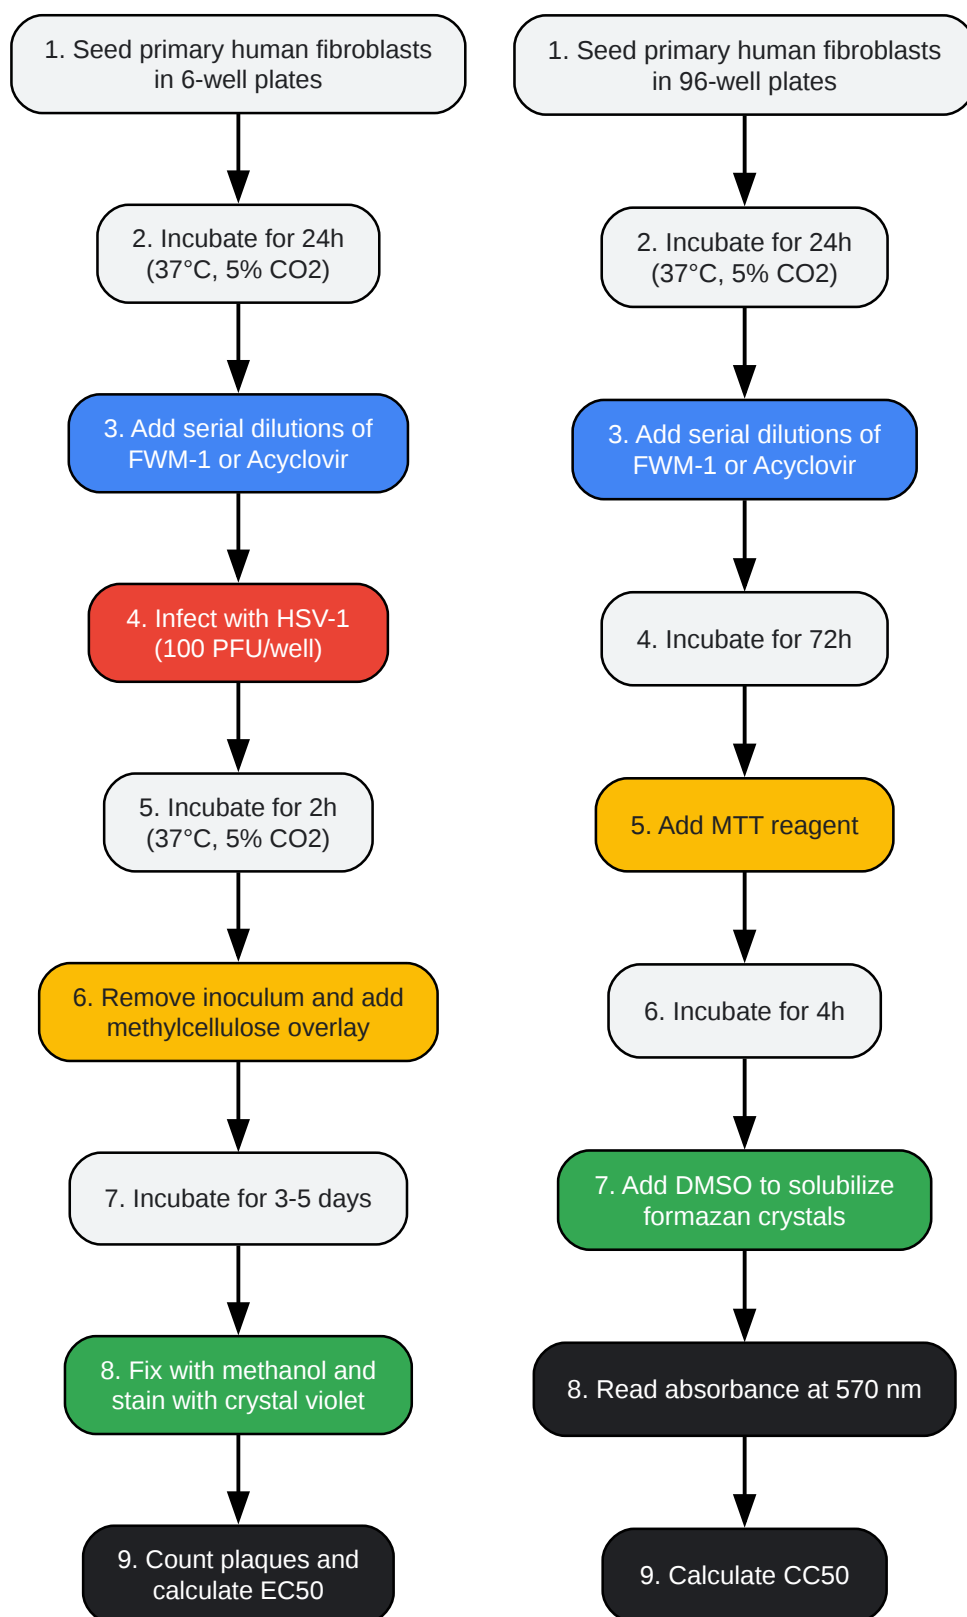 1. Seed primary human fibroblasts
in 6-well plates
2. Incubate for 24h
(37°C, 5% CO2)
3. Add serial dilutions of
FWM-1 or Acyclovir
4. Infect with HSV-1
(100 PFU/well)
5. Incubate for 2h
(37°C, 5% CO2)
6. Remove inoculum and add
methylcellulose overlay
7. Incubate for 3-5 days
8. Fix with methanol and
stain with crystal violet
9. Count plaques and
calculate EC50
1. Seed primary human fibroblasts
in 96-well plates
2. Incubate for 24h
(37°C, 5% CO2)
3. Add serial dilutions of
FWM-1 or Acyclovir
4. Incubate for 72h
5. Add MTT reagent
6. Incubate for 4h
7. Add DMSO to solubilize
formazan crystals
8. Read absorbance at 570 nm
9. Calculate CC50